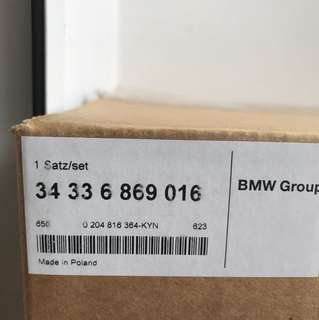 1 Satz/set
34 33 6 869 016
BMW Group
656 0 204 816 364-KYN 623
Made in Poland